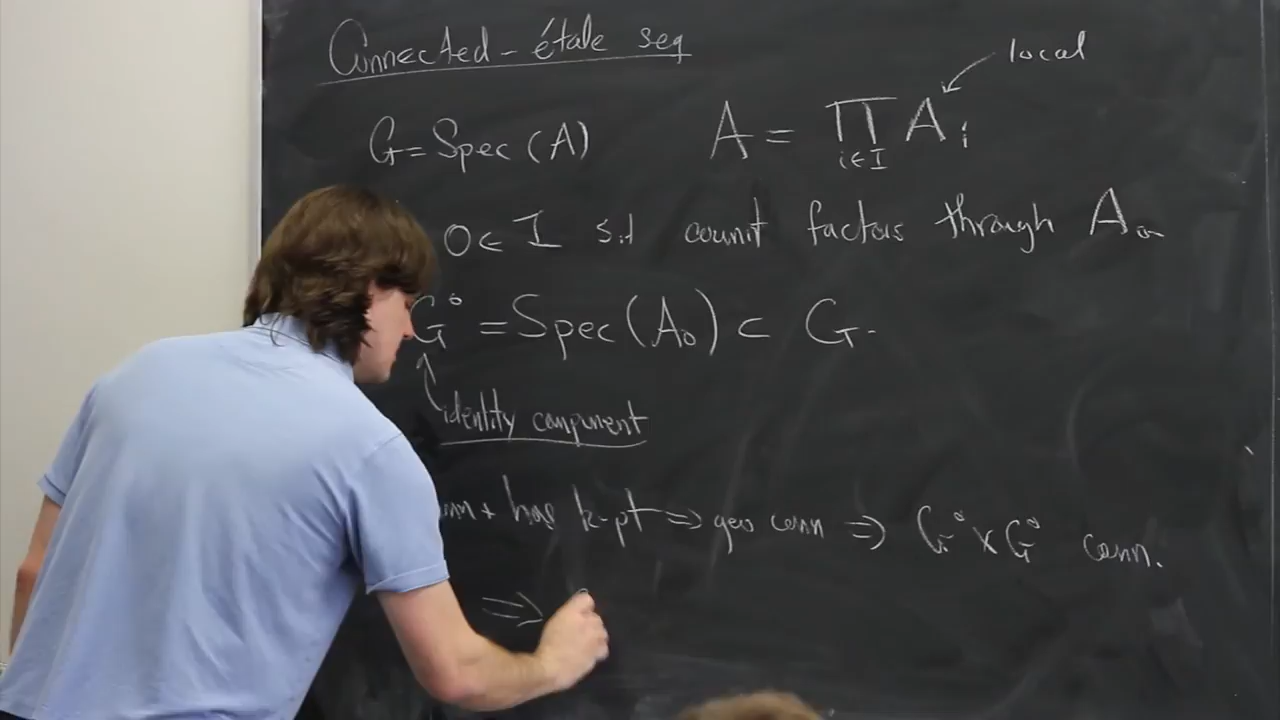 Connected-étale seq
local
G = Spec(A) A = ∏_{i∈I} A_i
0 ∈ I s.t counit factors through A_0
G° = Spec(A_0) ⊂ G.
identity component
+ has k-pt ⇒ geo conn ⇒ G° × G° conn.
⇒